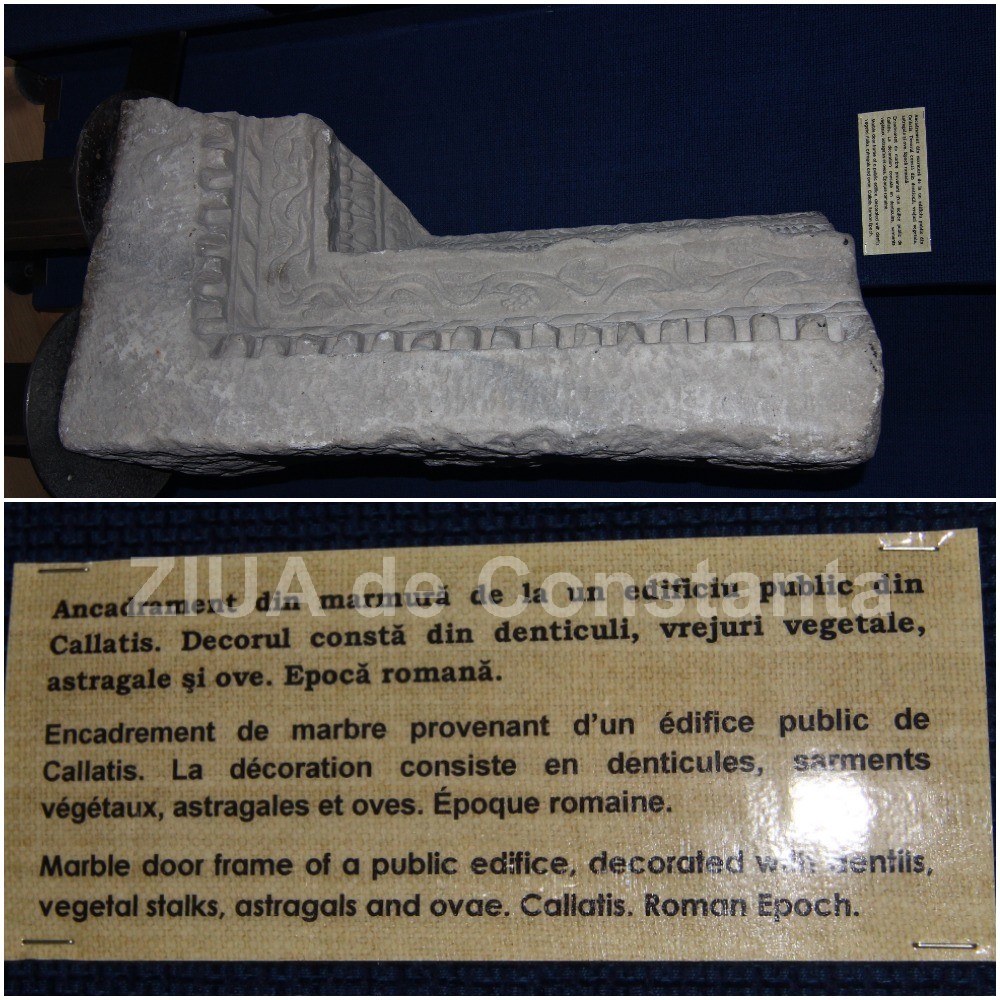 ZIUA de Constanta
Ancadrament din marmură de la un edificiu public din
Callatis. Decorul constă din denticuli, vrejuri vegetale,
astragale şi ove. Epocă romană.
Encadrement de marbre provenant d'un édifice public de
Callatis. La décoration consiste en denticules, sarments
végétaux, astragales et oves. Époque romaine.
Marble door frame of a public edifice, decorated with dentils,
vegetal stalks, astragals and ovae. Callatis. Roman Epoch.